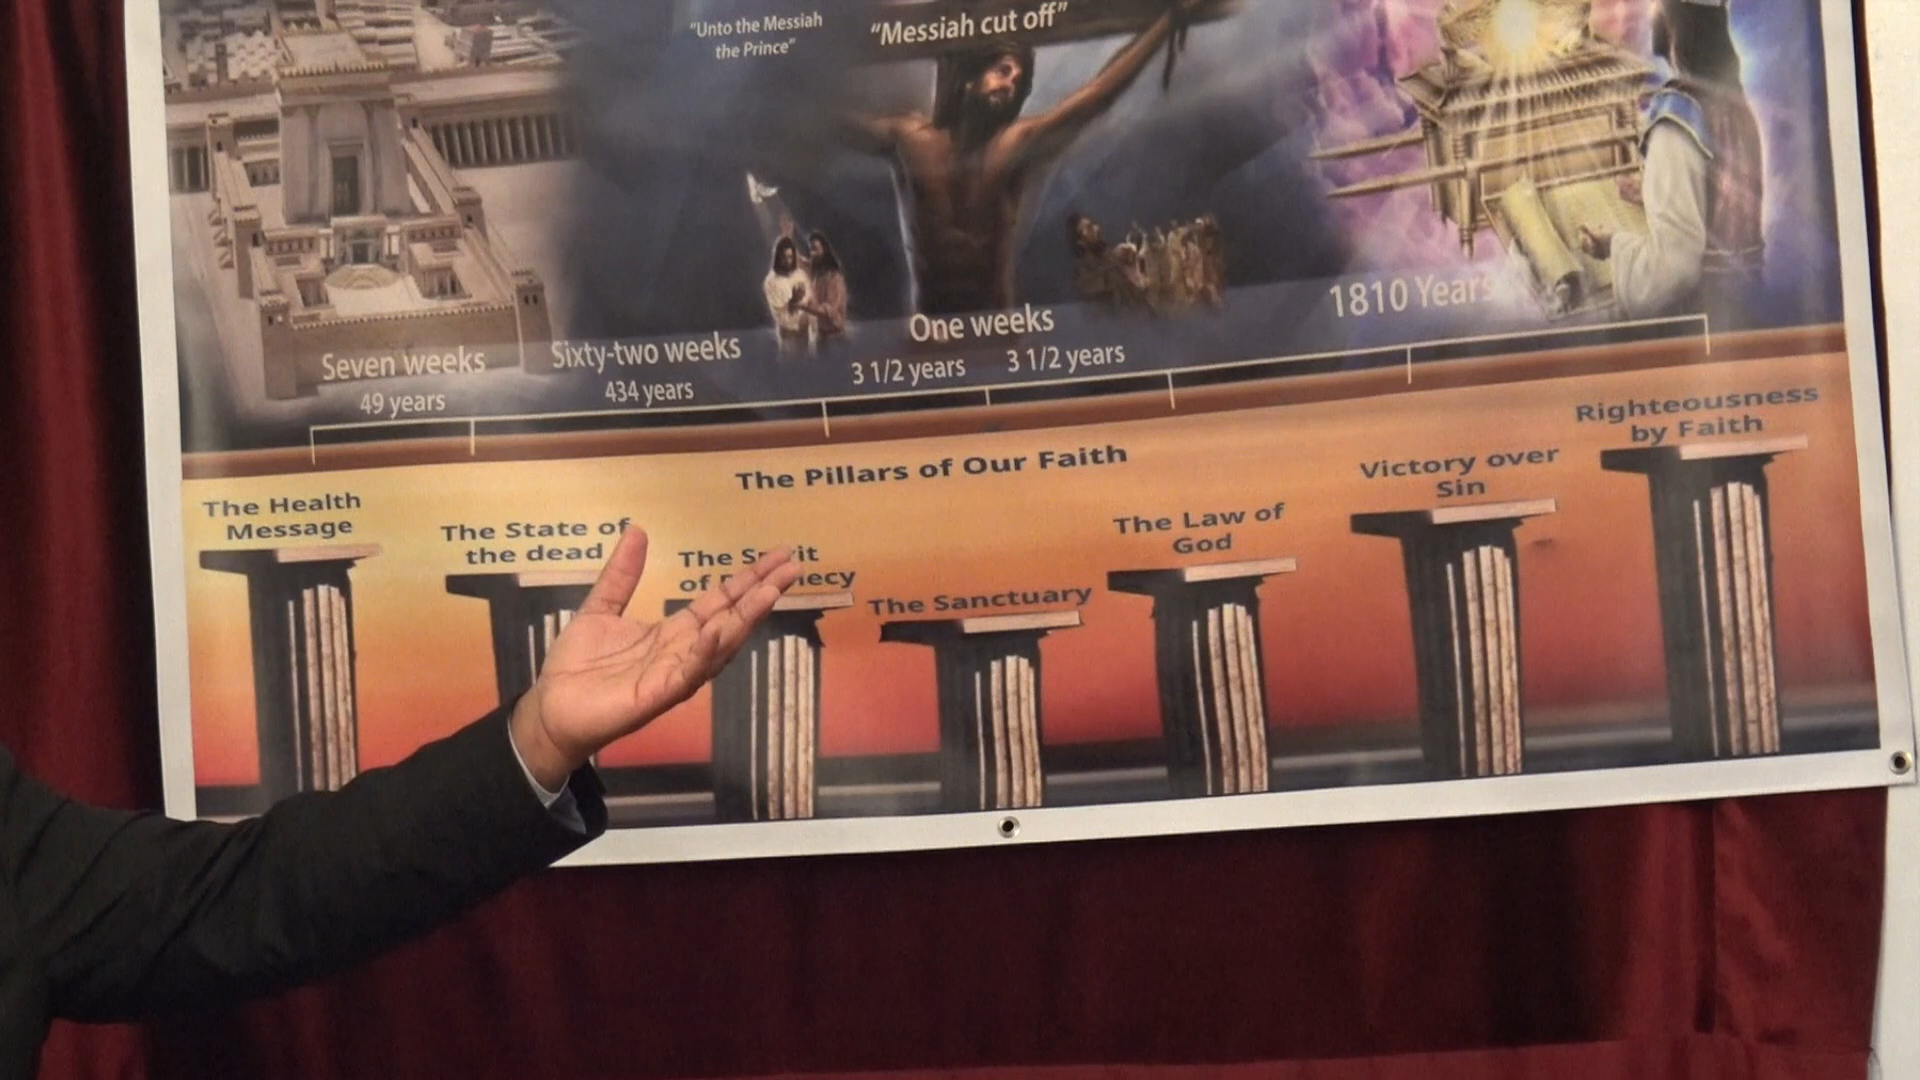 "Unto the Messiah
the Prince"
"Messiah cut off"
1810 Years
One weeks
Seven weeks
49 years
Sixty-two weeks
434 years
3 1/2 years
3 1/2 years
The Pillars of Our Faith
The Health
Message
The State of
the dead
The
of
The Sanctuary
The Law of
God
Victory over
Sin
Righteousness
by Faith